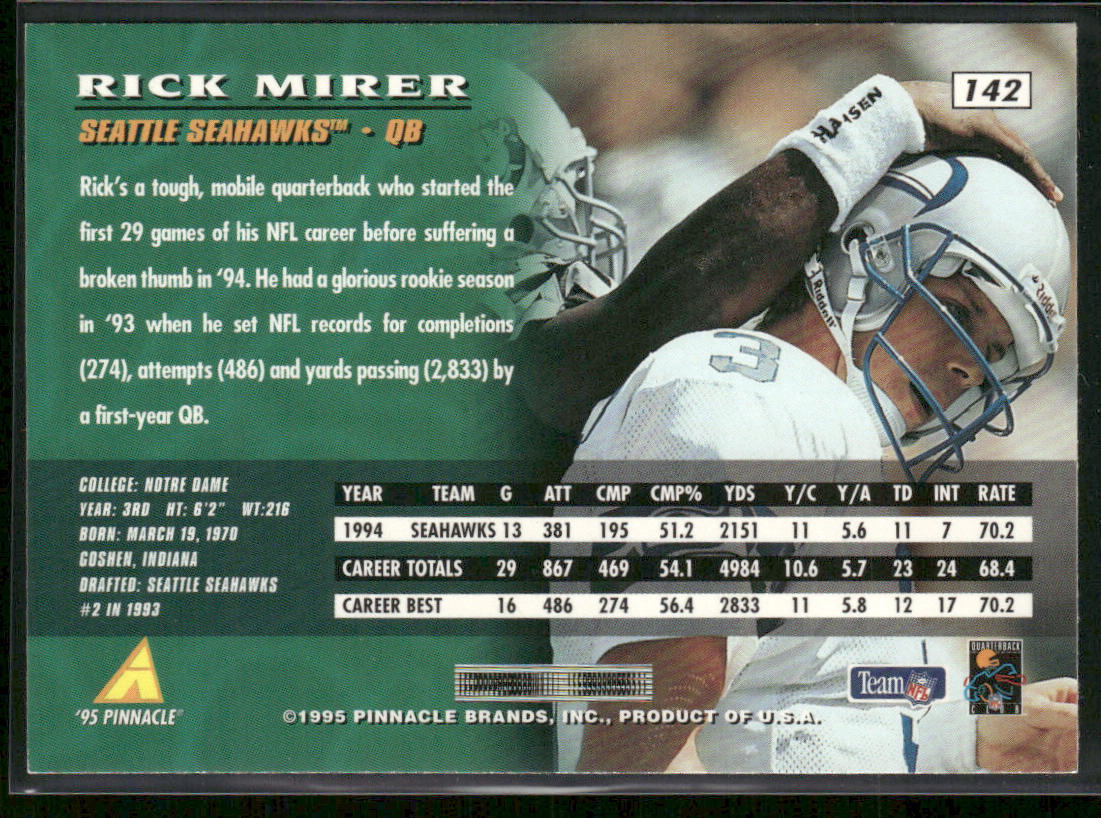 RICK MIRER
142
SEATTLE SEAHAWKS™ · QB
HANSEN
Rick's a tough, mobile quarterback who started the
first 29 games of his NFL career before suffering a
broken thumb in '94. He had a glorious rookie season
in '93 when he set NFL records for completions
(274), attempts (486) and yards passing (2,833) by
a first-year QB.
Riddell
Riddell
3
COLLEGE: NOTRE DAME
YEAR: 3RD HT: 6'2" WT:216
BORN: MARCH 19, 1970
GOSHEN, INDIANA
DRAFTED: SEATTLE SEAHAWKS
#2 IN 1993
YEAR TEAM G ATT CMP CMP% YDS Y/C Y/A TD INT RATE
1994 SEAHAWKS 13 381 195 51.2 2151 11 5.6 11 7 70.2
CAREER TOTALS 29 867 469 54.1 4984 10.6 5.7 23 24 68.4
CAREER BEST 16 486 274 56.4 2833 11 5.8 12 17 70.2
'95 PINNACLE®
Team NFL
QUARTERBACK
CLUB
©1995 PINNACLE BRANDS, INC., PRODUCT OF U.S.A.